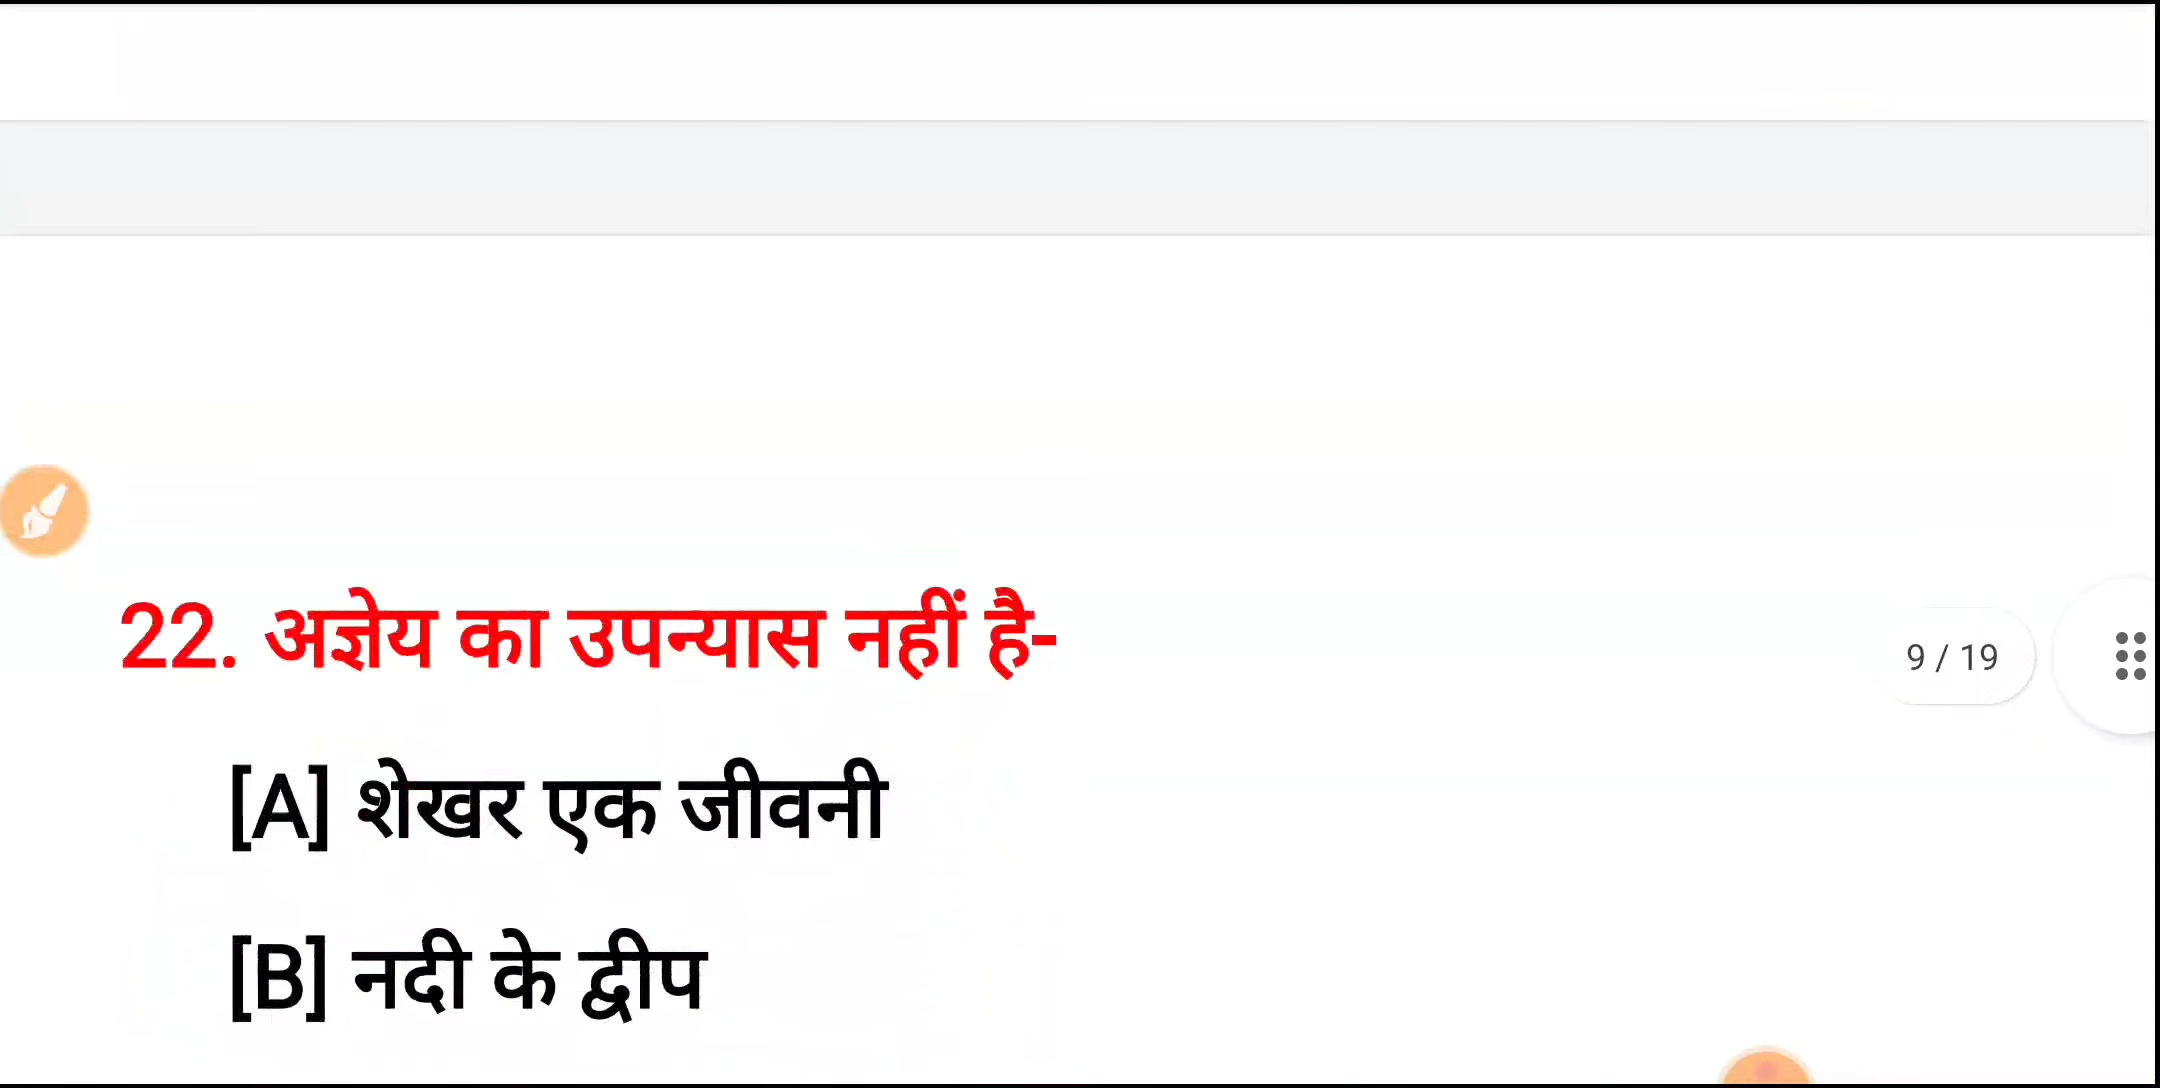 22. अज्ञेय का उपन्यास नहीं है-
9 / 19
[A] शेखर एक जीवनी
[B] नदी के द्वीप